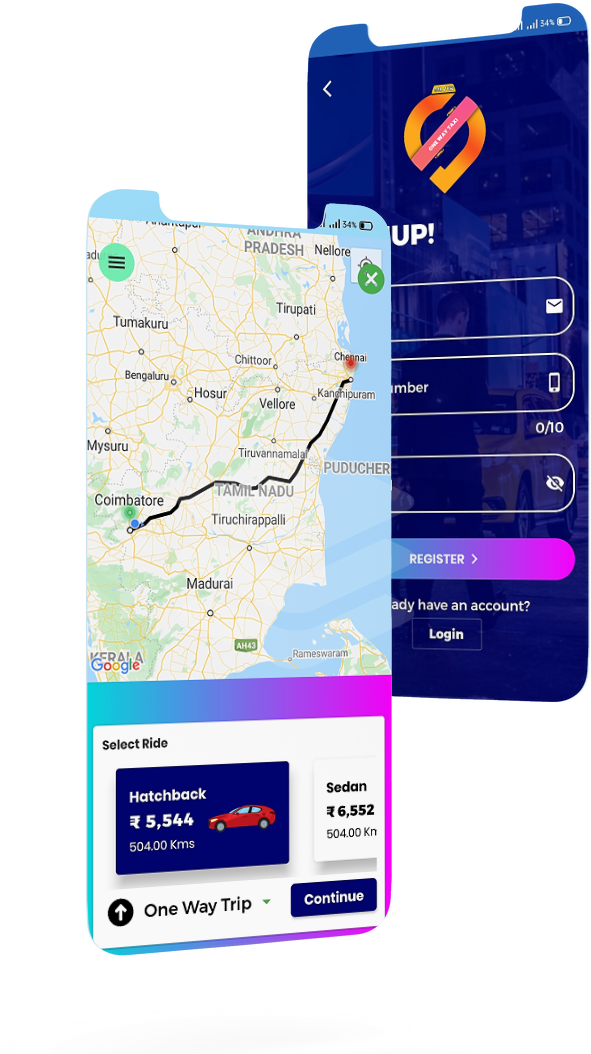 34%
ONE WAY TAXI
UP!
umber
0/10
REGISTER
ady have an account?
Login
34%
Anantapur
ANDHRA
PRADESH
Nellore
Tirupati
Tumakuru
Chittoor
Chennai
Bengaluru
Hosur
Vellore
Kanchipuram
Mysuru
Tiruvannamalai
PUDUCHER
Coimbatore
TAMIL NADU
Tiruchirappalli
Madurai
AH43
Rameswaram
KERALA
Google
Select Ride
Hatchback
₹ 5,544
504.00 Kms
Sedan
₹ 6,552
504.00 Km
One Way Trip
Continue